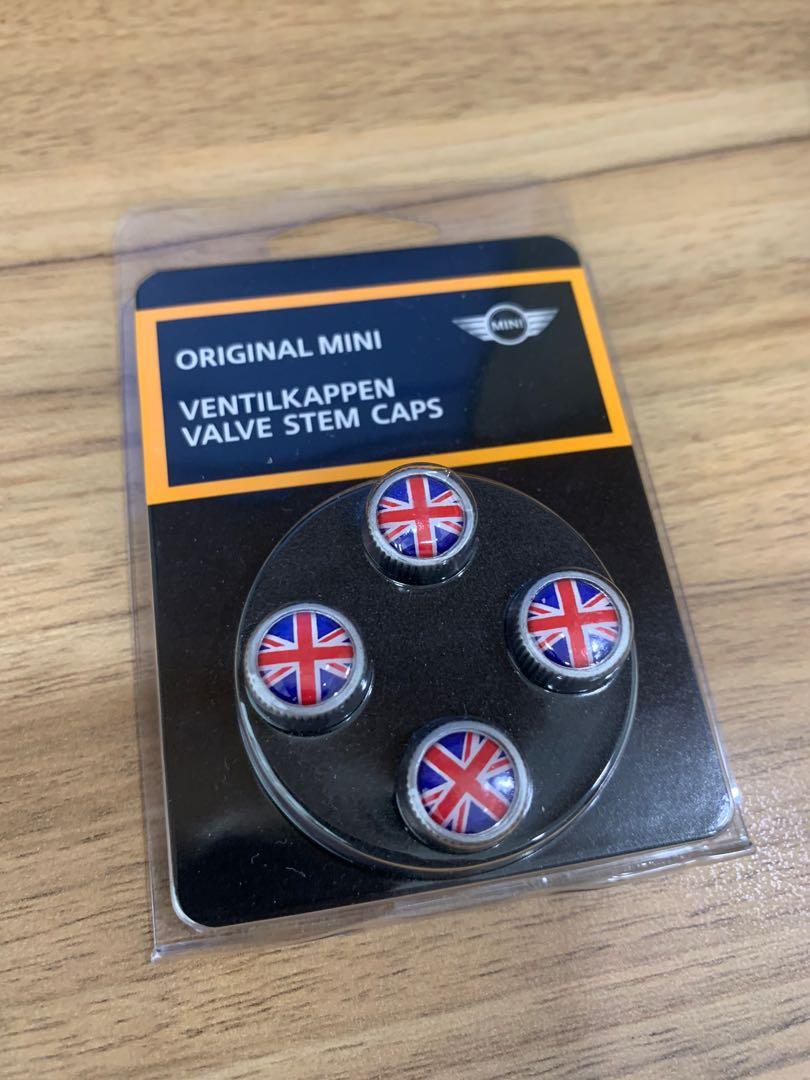 ORIGINAL MINI
MINI
VENTILKAPPEN
VALVE STEM CAPS